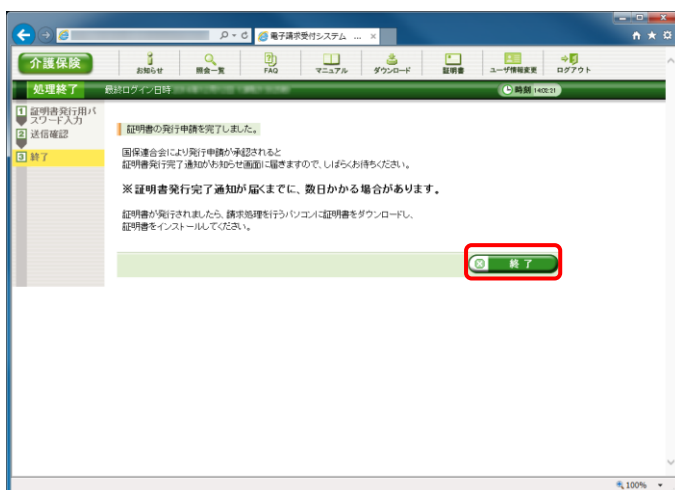 電子請求受付システム ...
介護保険
お知らせ
照会一覧
FAQ
マニュアル
ダウンロード
証明書
ユーザ情報変更
ログアウト
処理終了
最終ログイン日時
時刻 14:02:21
1 証明書発行用パ
スワード入力
2 送信確認
3 終了
証明書の発行申請を完了しました。
国保連合会により発行申請が承認されると
証明書発行完了通知がお知らせ画面に届きますので、しばらくお待ちください。
※証明書発行完了通知が届くまでに、数日かかる場合があります。
証明書が発行されましたら、請求処理を行うパソコンに証明書をダウンロードし、
証明書をインストールしてください。
終了
100%